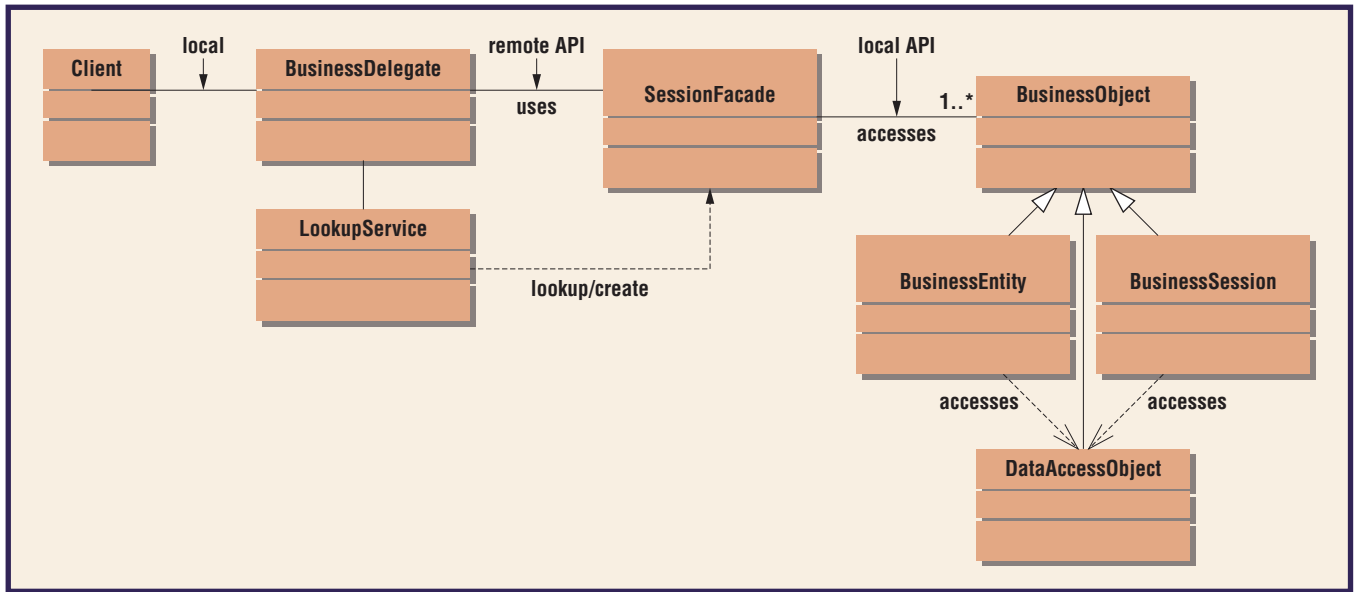 local
remote API
local API
Client
BusinessDelegate
SessionFacade
BusinessObject
1..*
uses
accesses
LookupService
lookup/create
BusinessEntity
BusinessSession
accesses
accesses
DataAccessObject